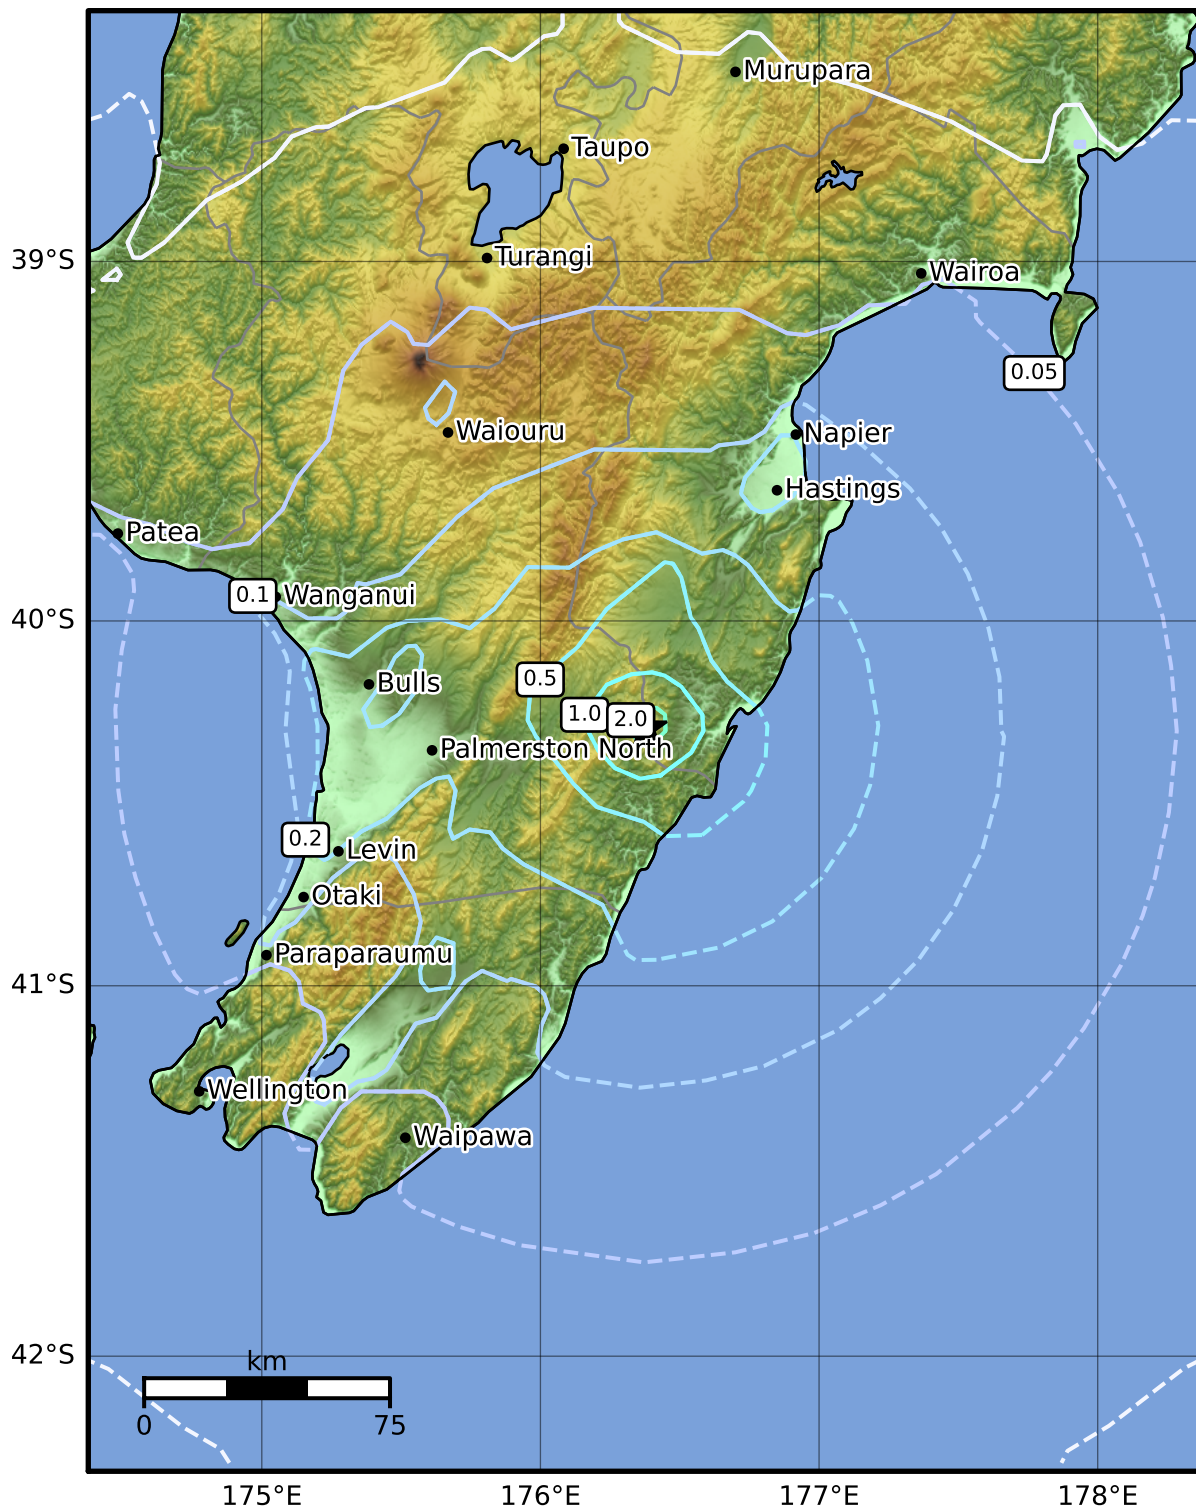 Murupara
Taupo
39°S
Turangi
Wairoa
0.05
Waiouru
Napier
Hastings
Patea
0.1
Wanganui
40°S
0.5
Bulls
1.0
2.0
Palmerston North
0.2
Levin
Otaki
Paraparaumu
41°S
Wellington
Waipawa
42°S
km
0
75
175°E
176°E
177°E
178°E